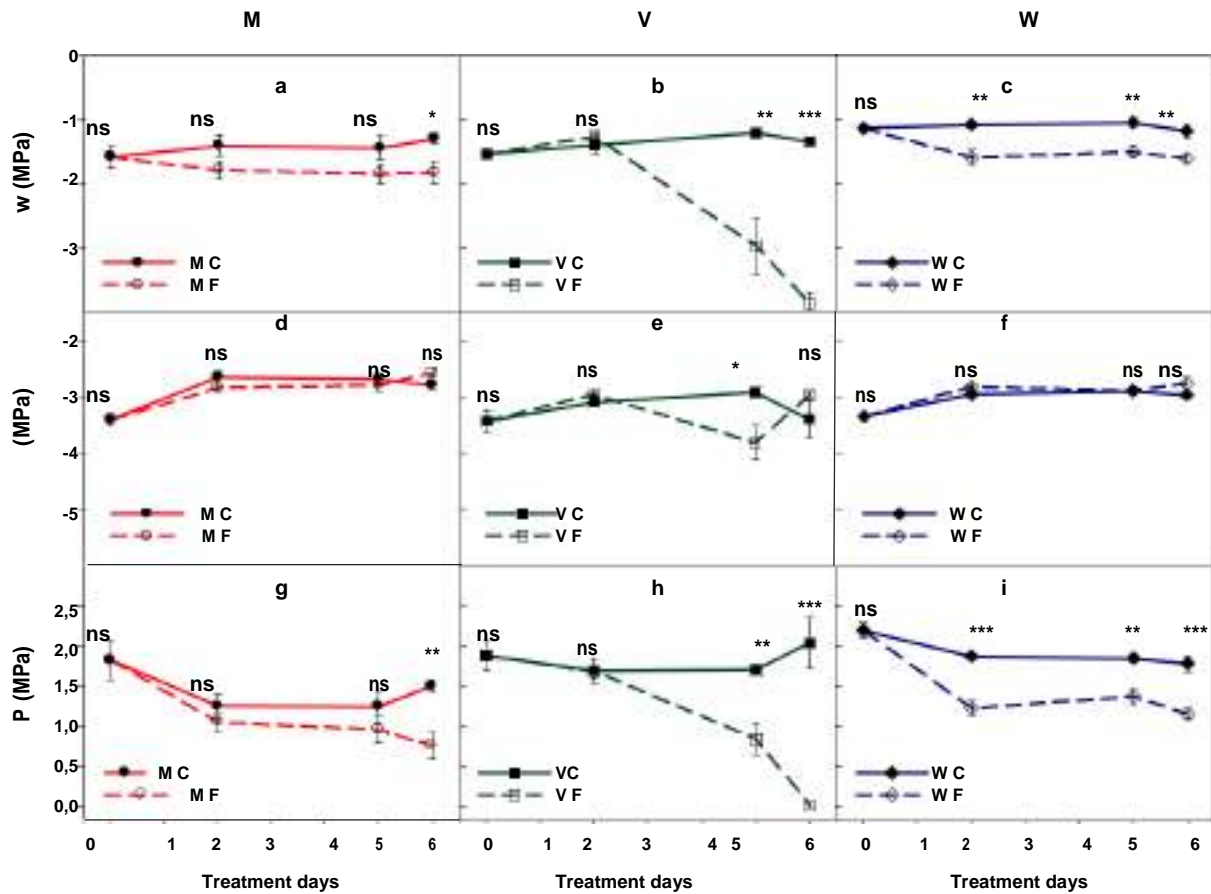 M V W
0
-1
-2
-3
w (MPa)
a
ns ns ns *
M C
M F
b
ns ns ** ***
V C
V F
c
ns ** ** **
W C
W F
-2
-3
-4
-5
(MPa)
d
ns ns ns ns
M C
M F
e
ns ns * ns
V C
V F
f
ns ns ns ns
W C
W F
2,5
2,0
1,5
1,0
0,5
0,0
P (MPa)
g
ns ns ns **
M C
M F
h
ns ns ** ***
VC
V F
i
ns *** ** ***
W C
W F
0 1 2 3 4 5 6
0 1 2 3 4 5 6
0 1 2 3 4 5 6
Treatment days Treatment days Treatment days